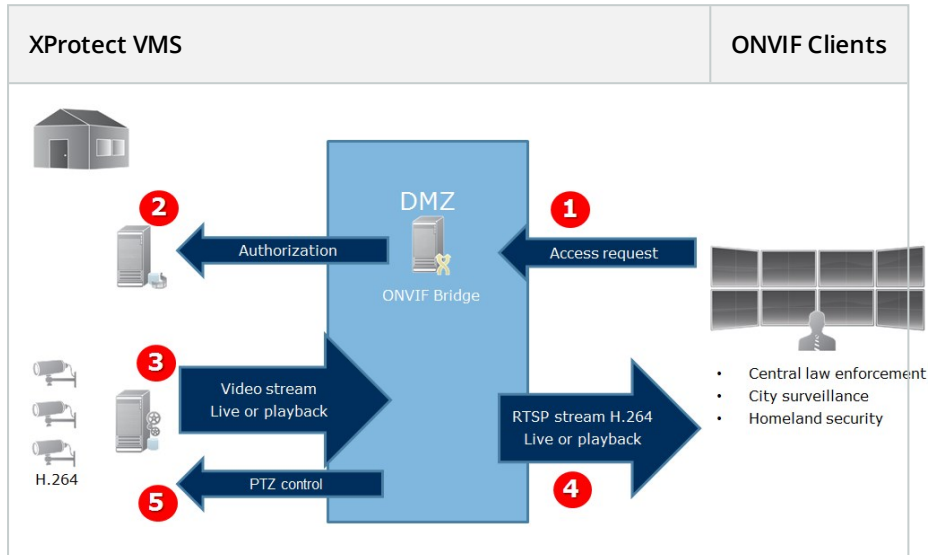 XProtect VMS
ONVIF Clients
DMZ
1
2
Authorization
Access request
ONVIF Bridge
3
Video stream
Live or playback
RTSP stream H.264
Live or playback
• Central law enforcement
• City surveillance
• Homeland security
H.264
PTZ control
4
5